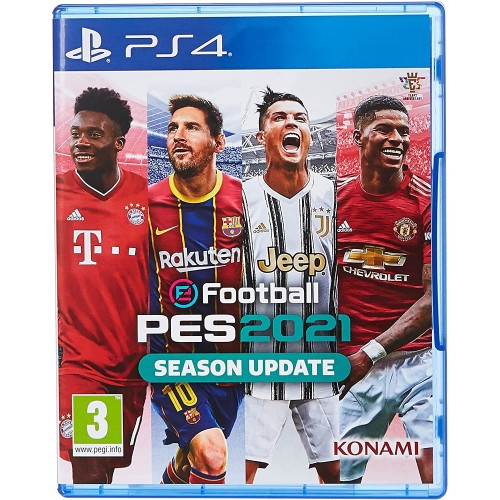 PS4
Rakuten
Jeep
CHEVROLET
eFootball
PES2021
SEASON UPDATE
10
3
www.pegi.info
KONAMI